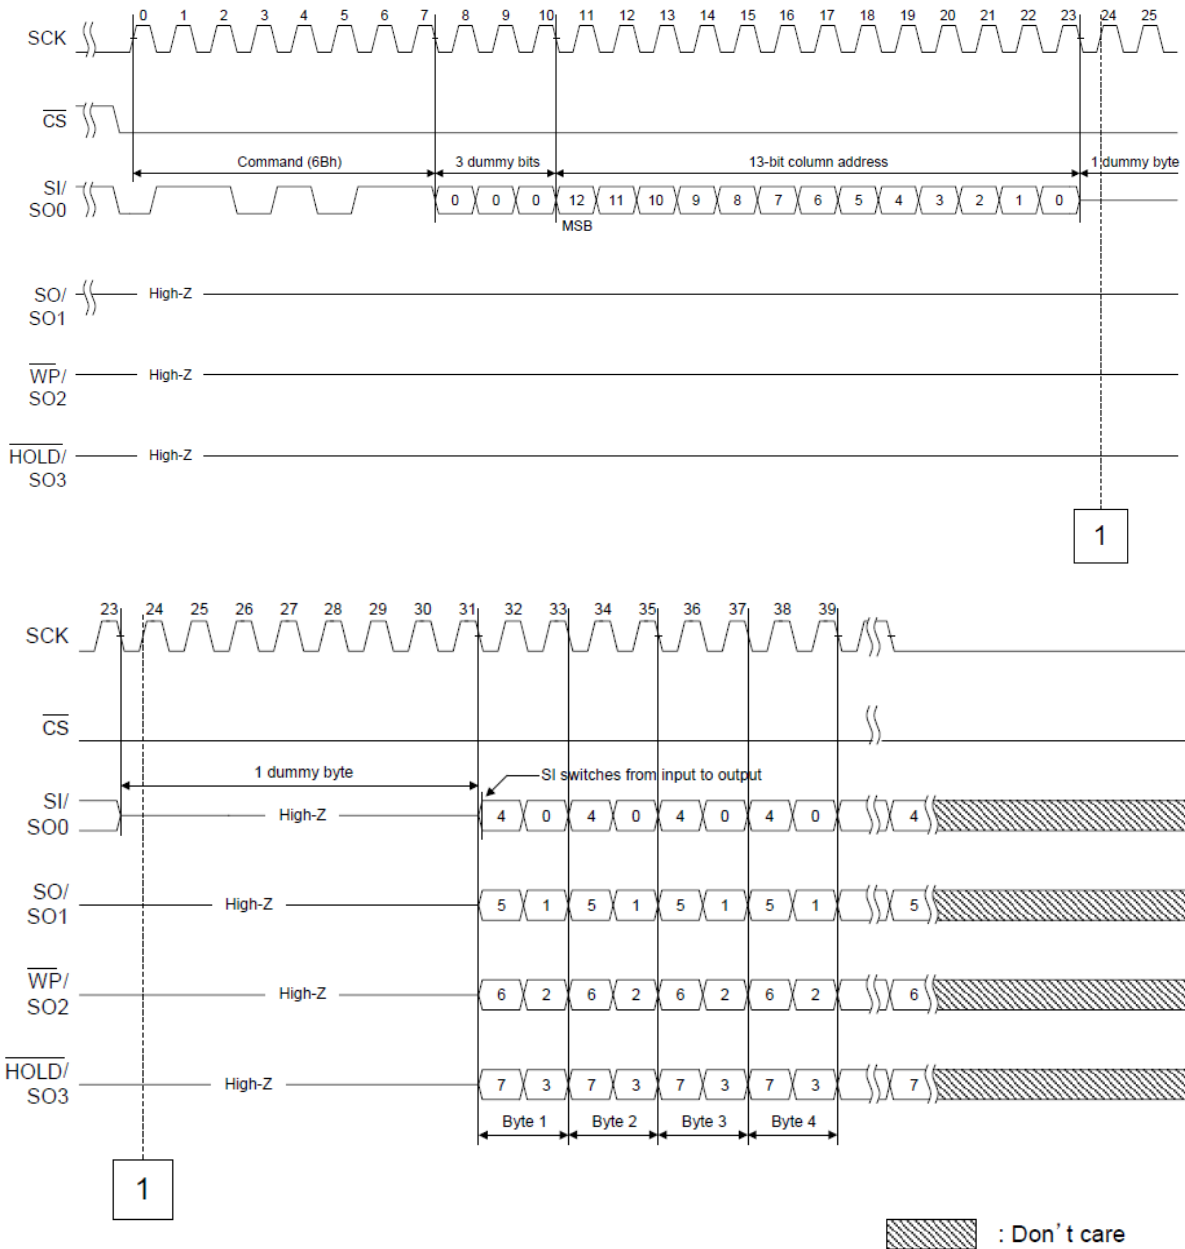 0 1 2 3 4 5 6 7 8 9 10 11 12 13 14 15 16 17 18 19 20 21 22 23 24 25
SCK
CS
Command (6Bh) 3 dummy bits 13-bit column address 1 dummy byte
SI/
SO0
0 0 0 12 11 10 9 8 7 6 5 4 3 2 1 0
MSB
SO/
SO1
High-Z
WP/
SO2
High-Z
HOLD/
SO3
High-Z
1
23 24 25 26 27 28 29 30 31 32 33 34 35 36 37 38 39
SCK
CS
1 dummy byte
SI switches from input to output
SI/
SO0
High-Z 4 0 4 0 4 0 4 0 4
SO/
SO1
High-Z 5 1 5 1 5 1 5 1 5
WP/
SO2
High-Z 6 2 6 2 6 2 6 2 6
HOLD/
SO3
High-Z 7 3 7 3 7 3 7 3 7
Byte 1 Byte 2 Byte 3 Byte 4
1
: Don't care